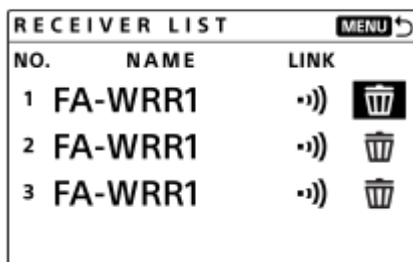 RECEIVER LIST MENU
NO. NAME LINK
1 FA-WRR1
2 FA-WRR1
3 FA-WRR1